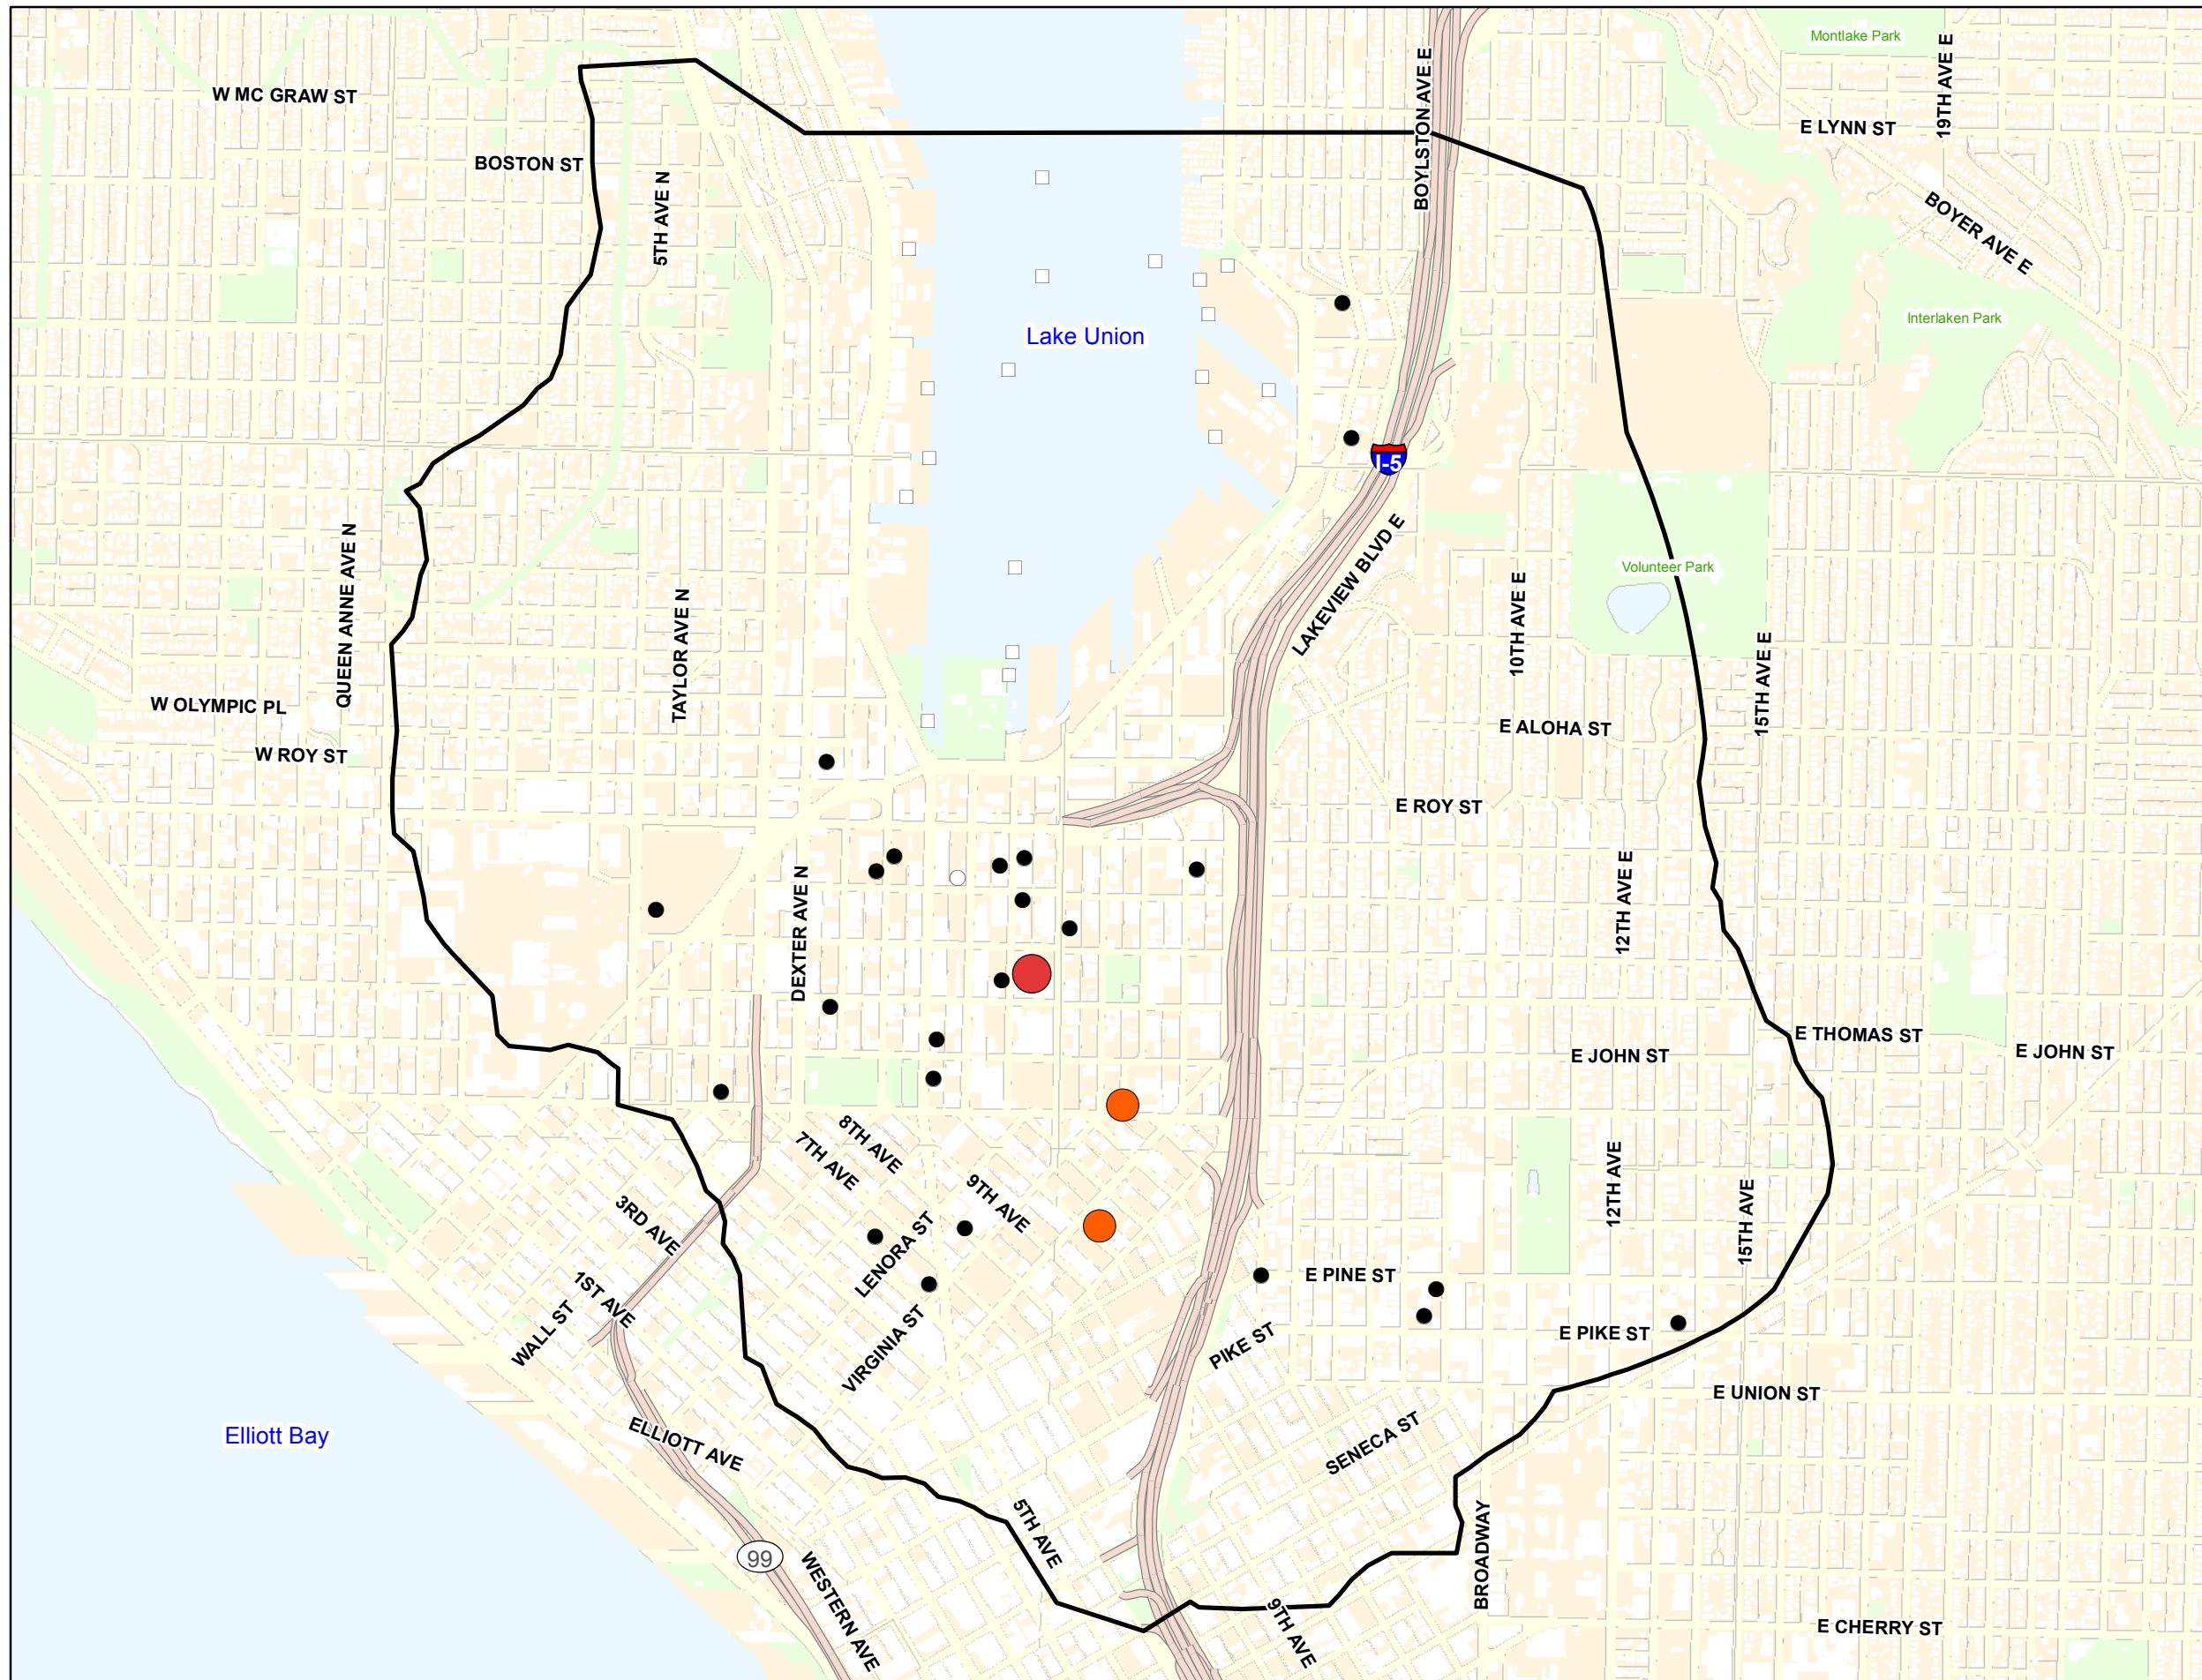 Montlake Park
W MC GRAW ST
BOYLSTON AVE E
19TH AVE E
E LYNN ST
BOSTON ST
5TH AVE N
BOYER AVE E
Interlaken Park
Lake Union
I-5
LAKEVIEW BLVD E
QUEEN ANNE AVE N
Volunteer Park
TAYLOR AVE N
10TH AVE E
15TH AVE E
W OLYMPIC PL
W ROY ST
E ALOHA ST
E ROY ST
DEXTER AVE N
12TH AVE E
E THOMAS ST
E JOHN ST
E JOHN ST
8TH AVE
7TH AVE
9TH AVE
12TH AVE
15TH AVE
3RD AVE
LENORA ST
1ST AVE
WALL ST
VIRGINIA ST
E PINE ST
PIKE ST
E PIKE ST
E UNION ST
Elliott Bay
ELLIOTT AVE
SENECA ST
5TH AVE
BROADWAY
99
WESTERN AVE
9TH AVE
E CHERRY ST